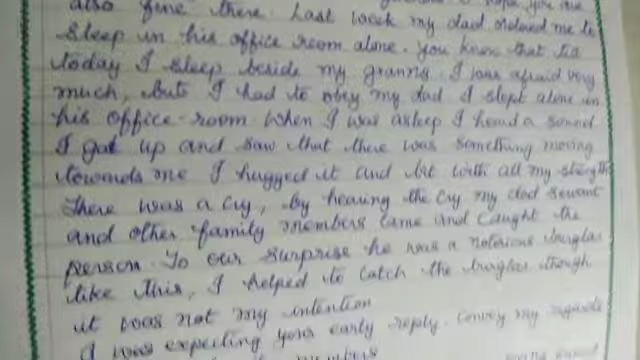 also fine there. Last week my dad ordered me to
sleep in his office room alone. You know that till
today I sleep beside my granny. I was afraid very
much, but I had to obey my dad I slept alone in
his office-room. When I was asleep I heard a sound
I got up and saw that there was something moving
towards me I hugged it and bit with all my strength
There was a cry, by hearing the cry my dad servant
and other family members came and caught the
person. To our surprise he was a notorious burglar
like this, I helped to catch the burglar though
it was not my intention
I was expecting your early reply. Convey my regards
members